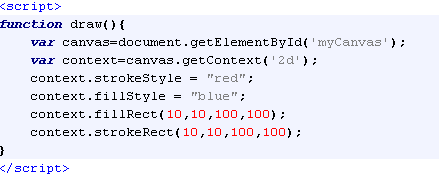 <script>
function draw(){
    var canvas=document.getElementById('myCanvas');
    var context=canvas.getContext('2d');
    context.strokeStyle = "red";
    context.fillStyle = "blue";
    context.fillRect(10,10,100,100);
    context.strokeRect(10,10,100,100);
}
</script>